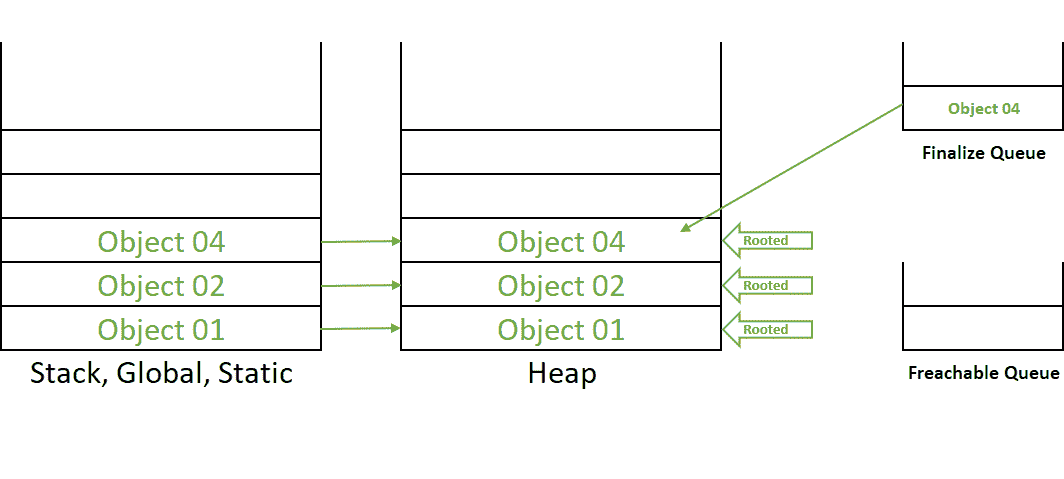 Object 04
Finalize Queue
Object 04
Object 04
Rooted
Object 02
Object 02
Rooted
Object 01
Object 01
Rooted
Stack, Global, Static
Heap
Freachable Queue